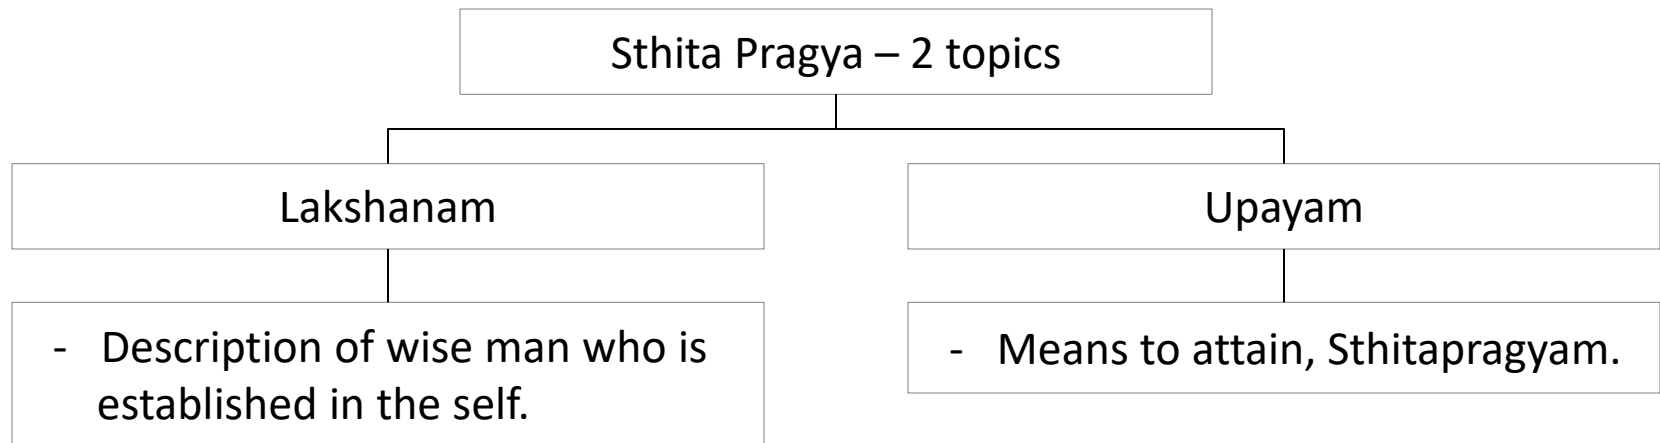 Sthita Pragya – 2 topics
Lakshanam
Upayam
- Description of wise man who is
established in the self.
- Means to attain, Sthitapragyam.